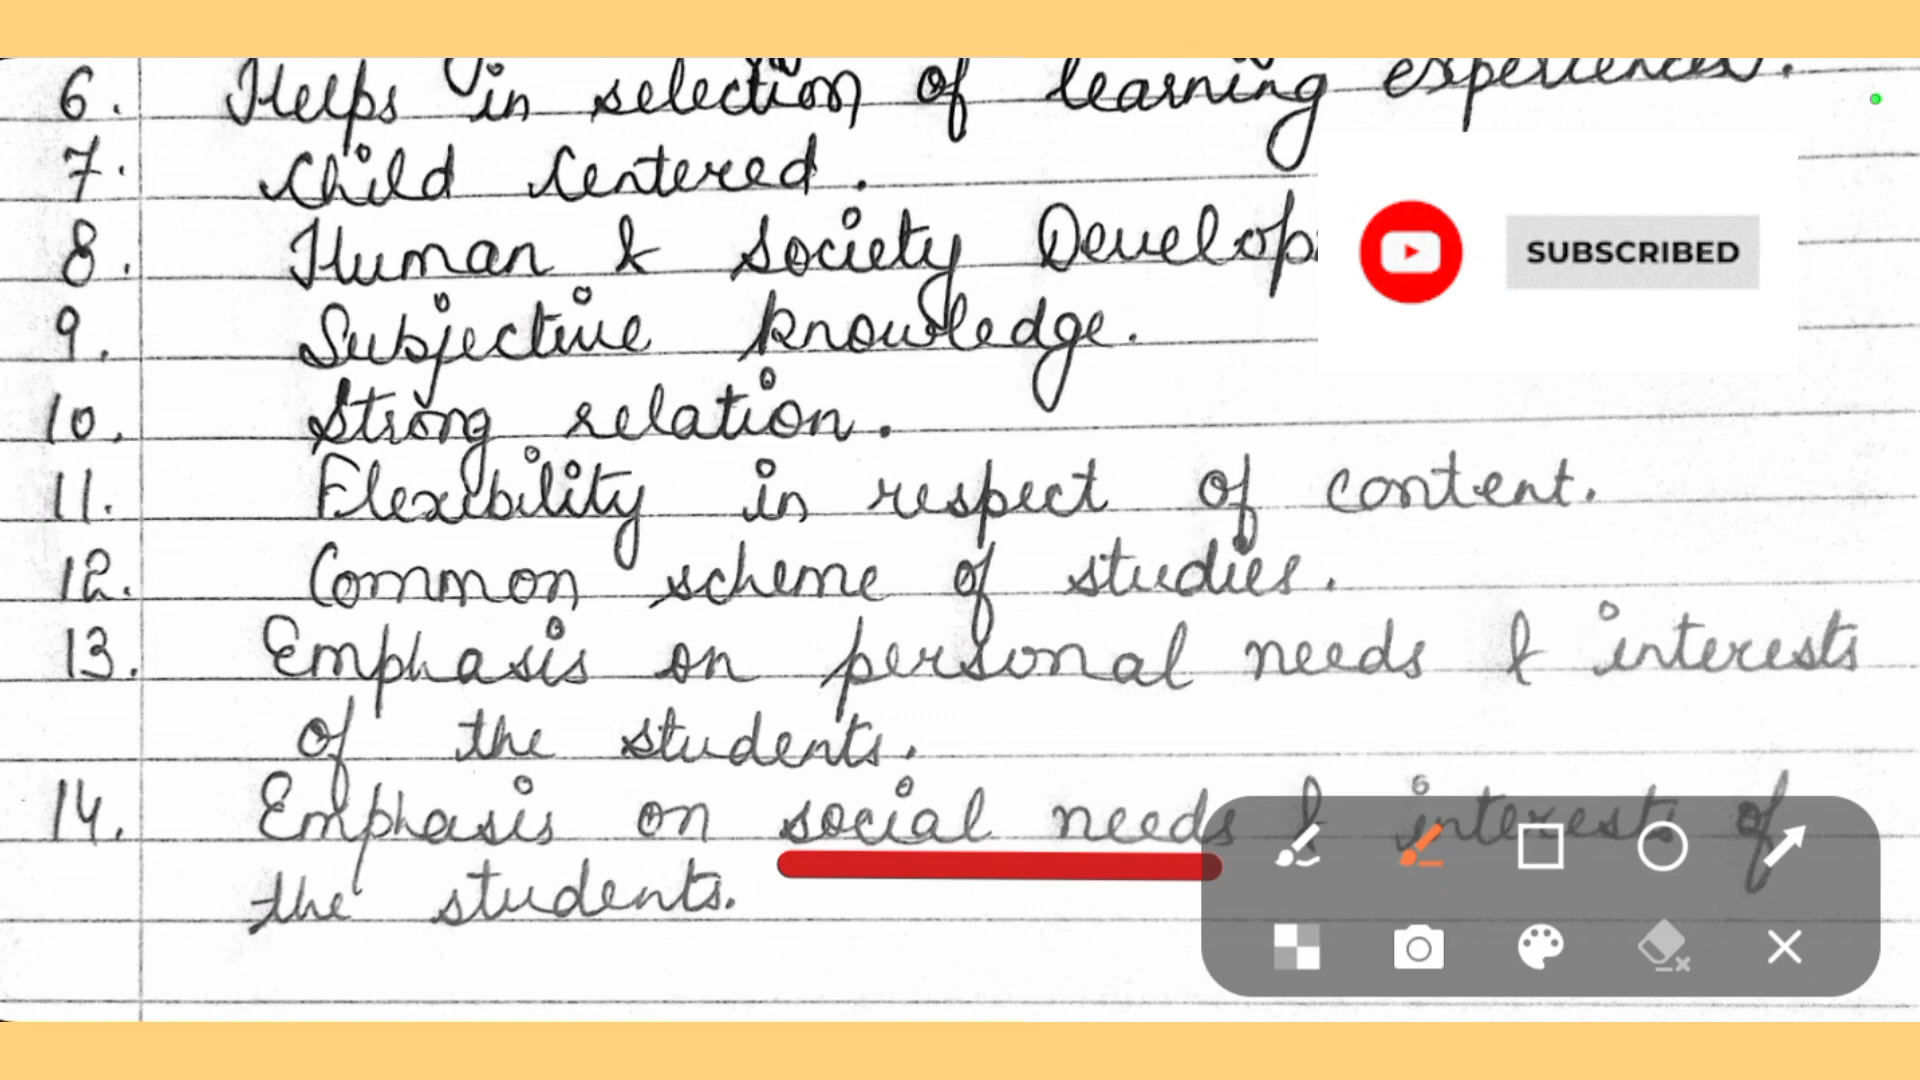 6. Helps in selection of learning experiences.
7. Child Centered.
8. Human & Society Develop
SUBSCRIBED
9. Subjective knowledge.
10. Strong relation.
11. Flexibility in respect of content.
12. Common scheme of studies.
13. Emphasis on personal needs & interests
of the students.
14. Emphasis on social needs & interests of
the students.